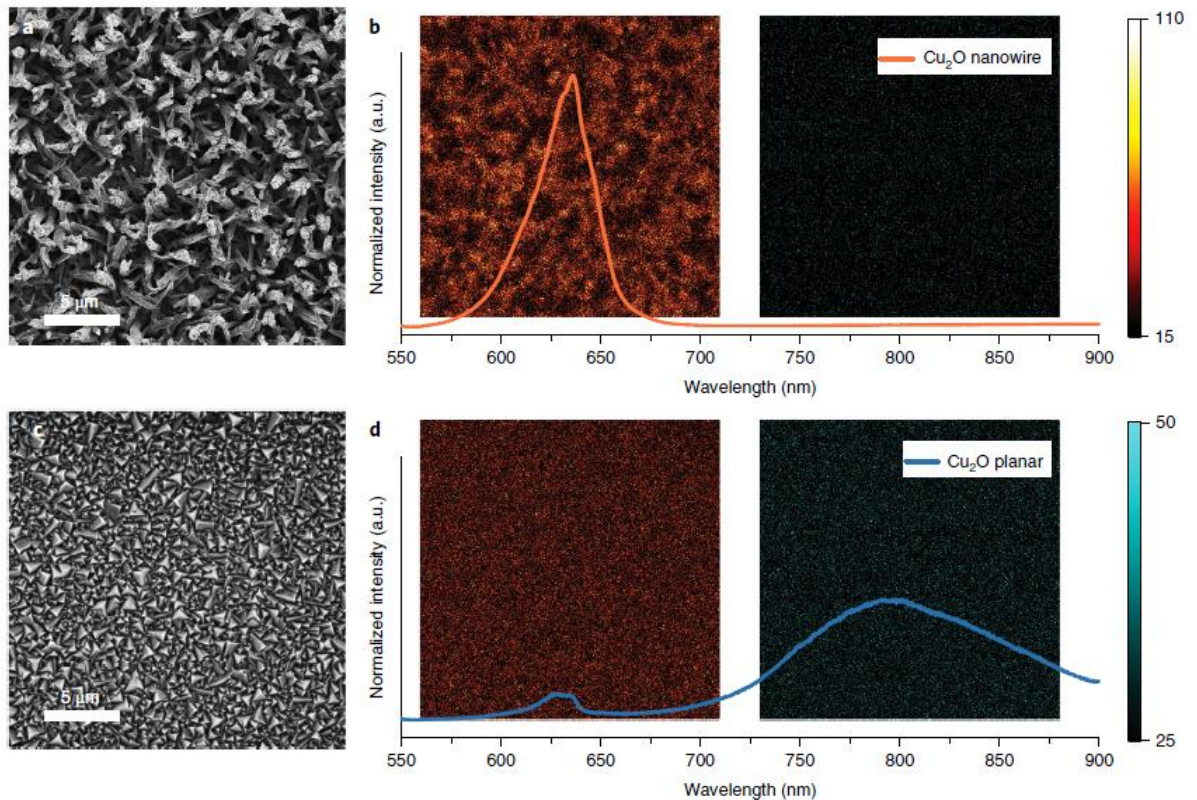 a
5 μm
b
Normalized intensity (a.u.)
Cu₂O nanowire
550 600 650 700 750 800 850 900
Wavelength (nm)
110
15
c
5 μm
d
Normalized intensity (a.u.)
Cu₂O planar
550 600 650 700 750 800 850 900
Wavelength (nm)
50
25